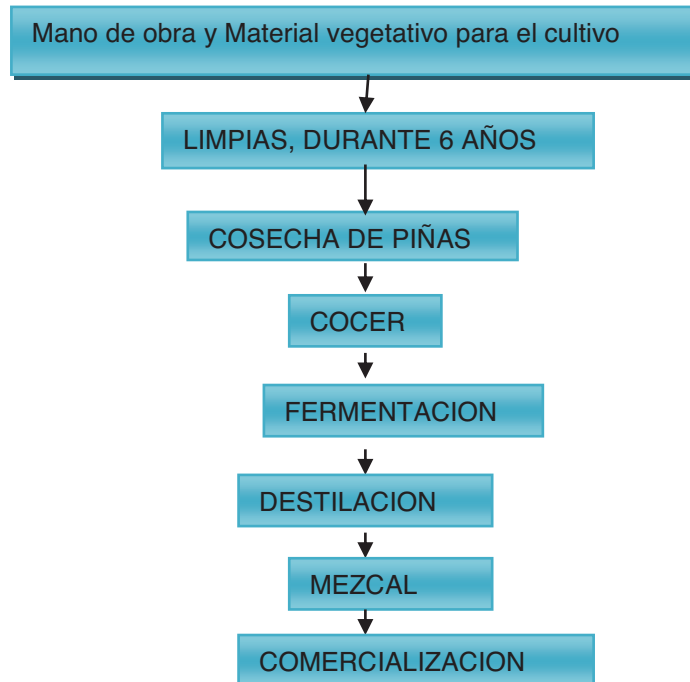 Mano de obra y Material vegetativo para el cultivo
LIMPIAS, DURANTE 6 AÑOS
COSECHA DE PIÑAS
COCER
FERMENTACION
DESTILACION
MEZCAL
COMERCIALIZACION